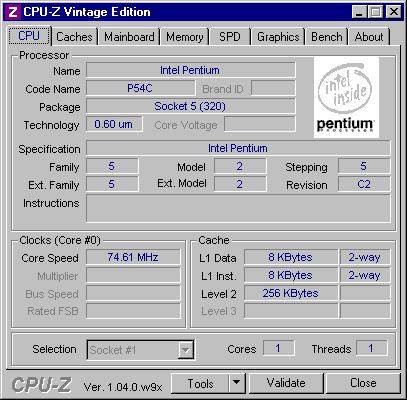 Z CPU-Z Vintage Edition
CPU Caches Mainboard Memory SPD Graphics Bench About
Processor
Name Intel Pentium
Code Name P54C Brand ID
Package Socket 5 (320)
Technology 0.60 um Core Voltage
intel
inside
pentium
PROCESSOR
Specification Intel Pentium
Family 5 Model 2 Stepping 5
Ext. Family 5 Ext. Model 2 Revision C2
Instructions
Clocks (Core #0)
Core Speed 74.61 MHz
Multiplier
Bus Speed
Rated FSB
Cache
L1 Data 8 KBytes 2-way
L1 Inst. 8 KBytes 2-way
Level 2 256 KBytes
Level 3
Selection Socket #1 Cores 1 Threads 1
CPU-Z Ver. 1.04.0.w9x Tools Validate Close